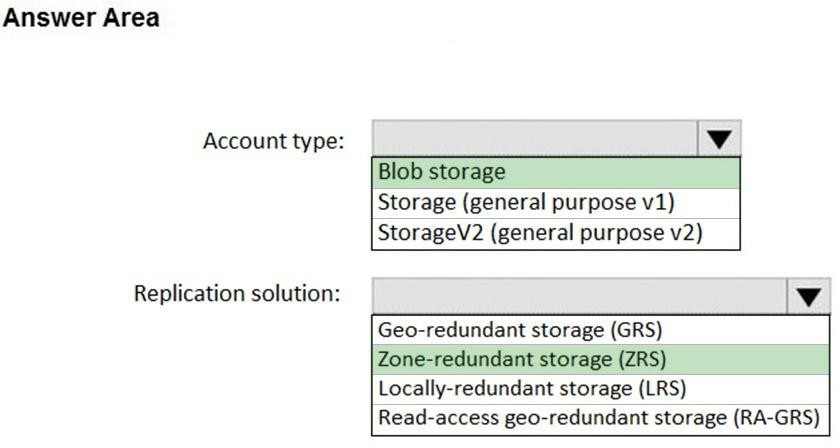 Answer Area
Account type:
Blob storage
Storage (general purpose v1)
StorageV2 (general purpose v2)
Replication solution:
Geo-redundant storage (GRS)
Zone-redundant storage (ZRS)
Locally-redundant storage (LRS)
Read-access geo-redundant storage (RA-GRS)